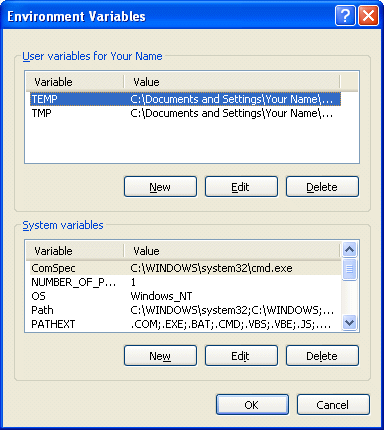 Environment Variables
User variables for Your Name
Variable Value
TEMP C:\Documents and Settings\Your Name\...
TMP C:\Documents and Settings\Your Name\...
New Edit Delete
System variables
Variable Value
ComSpec C:\WINDOWS\system32\cmd.exe
NUMBER_OF_P... 1
OS Windows_NT
Path C:\WINDOWS\system32;C:\WINDOWS;...
PATHEXT .COM;.EXE;.BAT;.CMD;.VBS;.VBE;.JS;....
New Edit Delete
OK Cancel